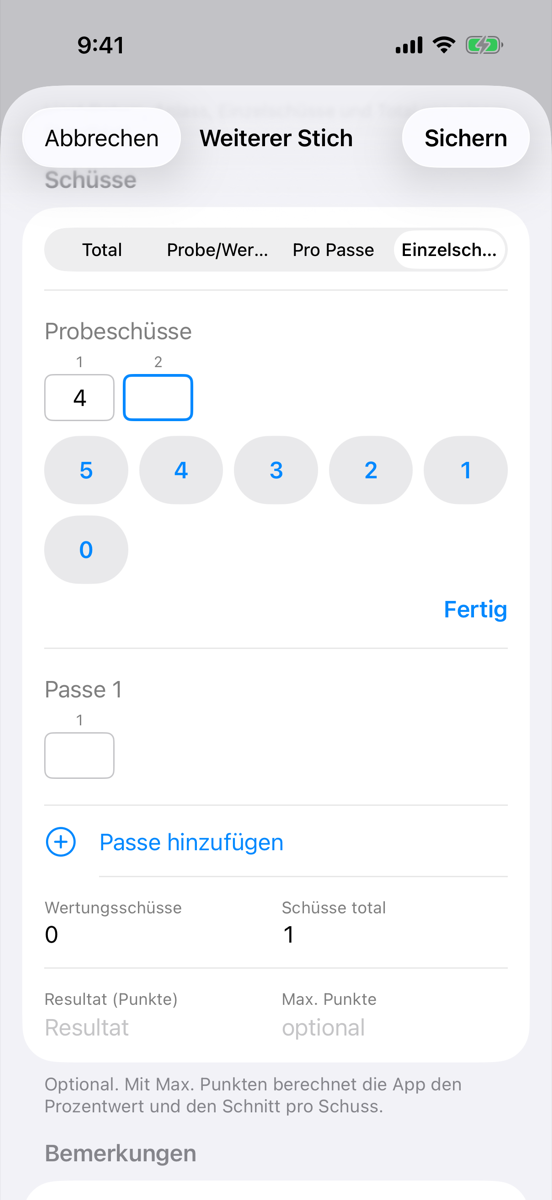 9:41
Abbrechen
Weiterer Stich
Sichern
Schüsse
Total
Probe/Wer...
Pro Passe
Einzelsch...
Probeschüsse
1 2
4
5 4 3 2 1
0
Fertig
Passe 1
1
Passe hinzufügen
Wertungsschüsse
Schüsse total
0
1
Resultat (Punkte)
Max. Punkte
Resultat
optional
Optional. Mit Max. Punkten berechnet die App den
Prozentwert und den Schnitt pro Schuss.
Bemerkungen